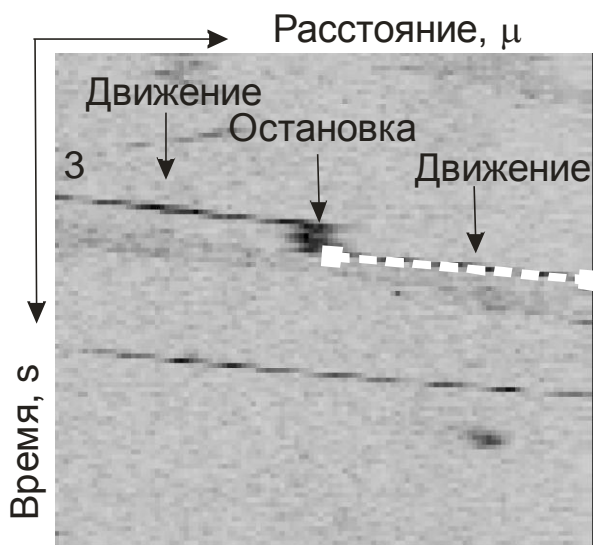 Расстояние, μ
Движение
Остановка
3
Движение
Время, s